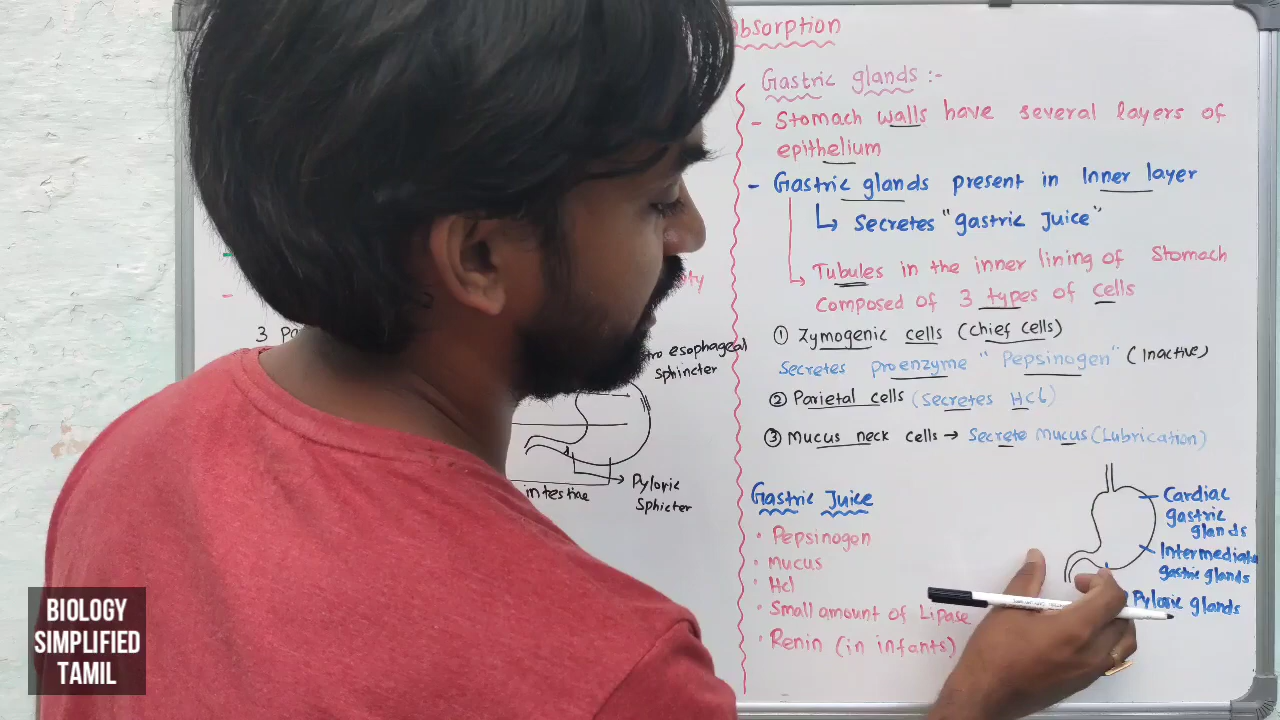 absorption
Gastric glands :-
- Stomach walls have several layers of
epithelium
- Gastric glands present in Inner layer
Secretes "gastric Juice"
Tubules in the inner lining of Stomach
Composed of 3 types of cells
① Zymogenic cells (chief cells)
Secretes proenzyme "Pepsinogen" (Inactive)
② Parietal cells (Secretes HCl)
③ Mucus neck cells → Secrete Mucus (Lubrication)
Gastric Juice
• Pepsinogen
• Mucus
• Hcl
• Small amount of Lipase
• Renin (in infants)
Cardiac
gastric
glands
Intermediate
gastric glands
Pyloric glands
3
esophageal
sphincter
intestine
Pyloric
Sphicter
BIOLOGY
SIMPLIFIED
TAMIL